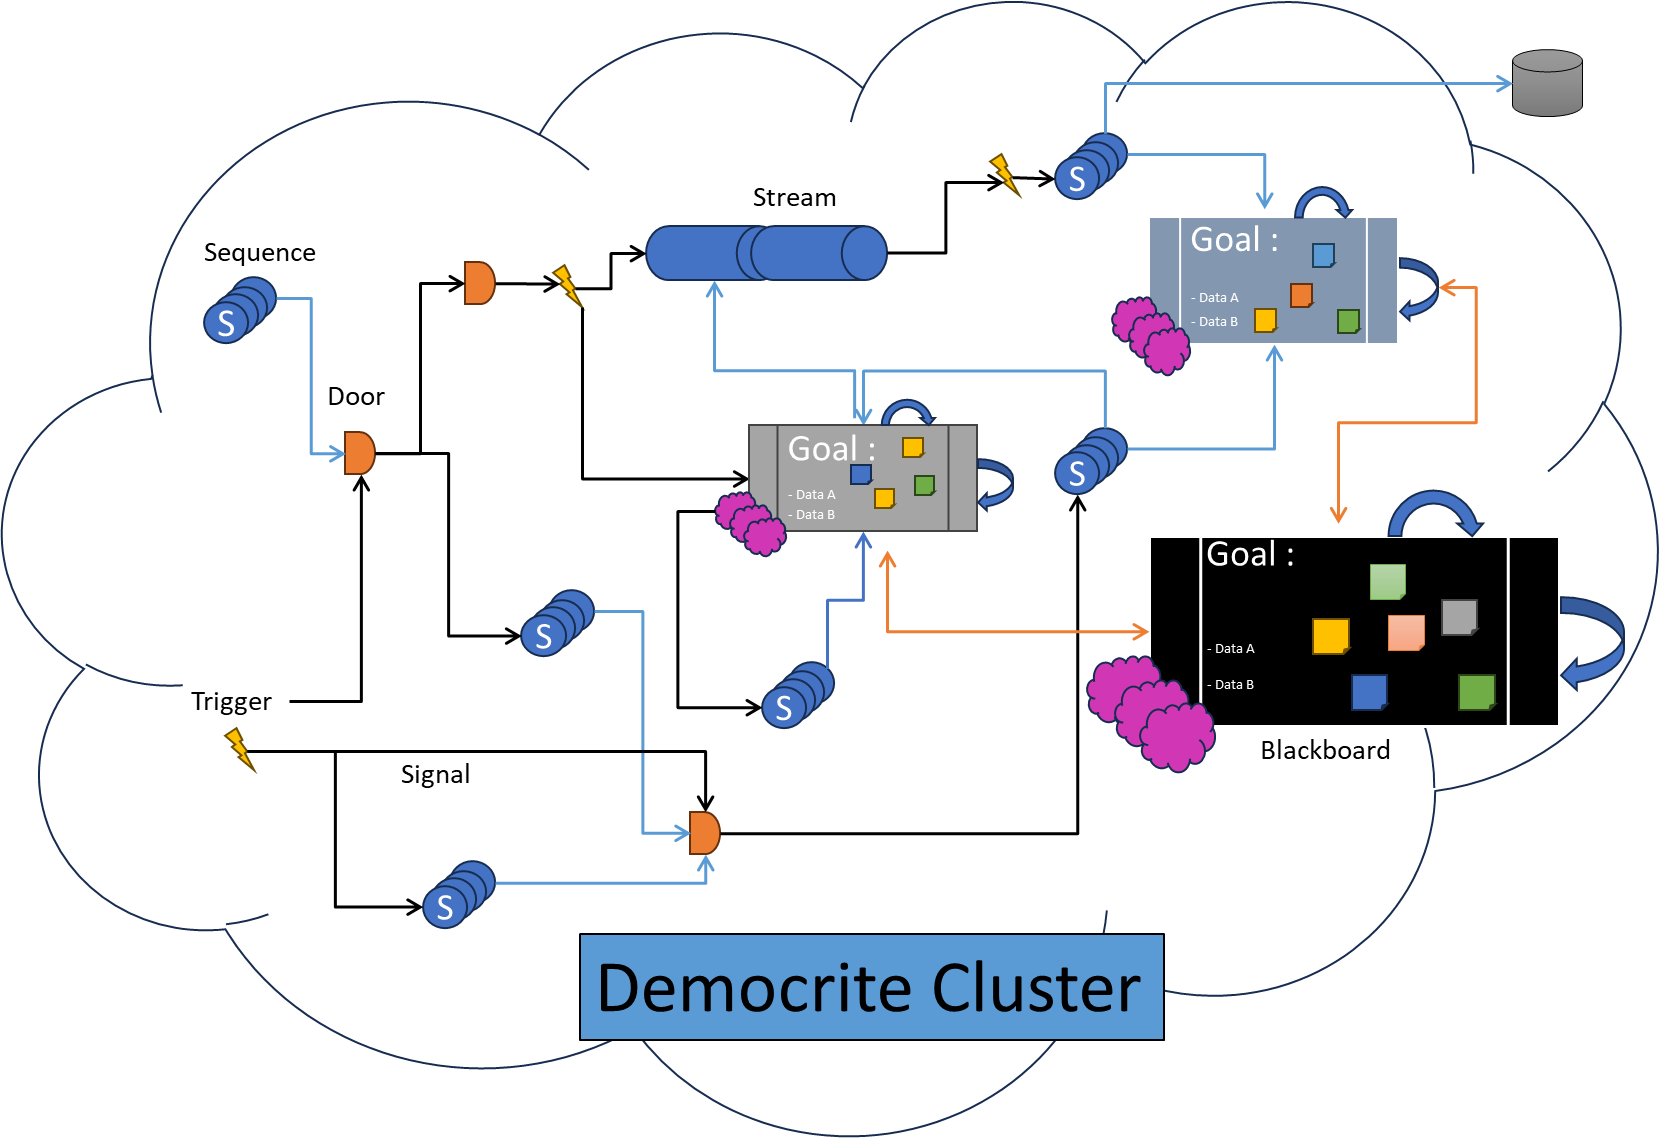 Stream
Sequence
S
S
Goal :
- Data A
- Data B
Door
Goal :
- Data A
- Data B
S
Goal :
- Data A
- Data B
S
Trigger
S
Blackboard
Signal
S
Democrite Cluster